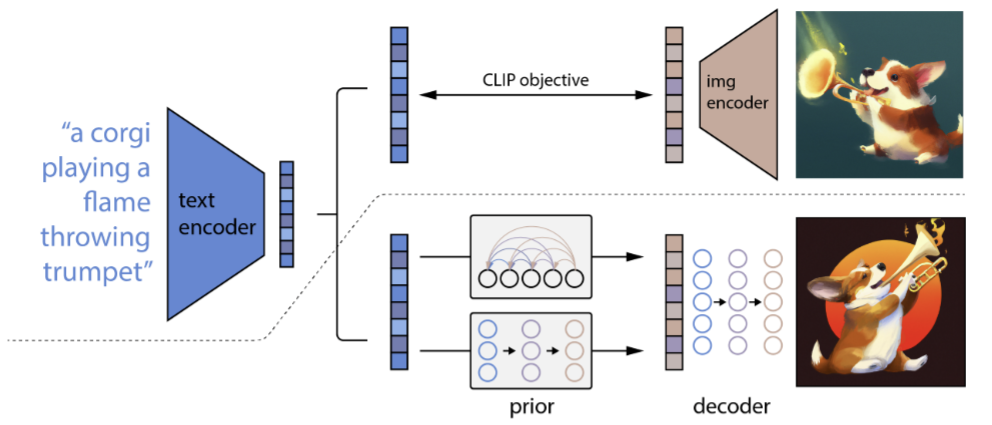 “a corgi
playing a
flame
throwing
trumpet”
text
encoder
CLIP objective
img
encoder
prior
decoder